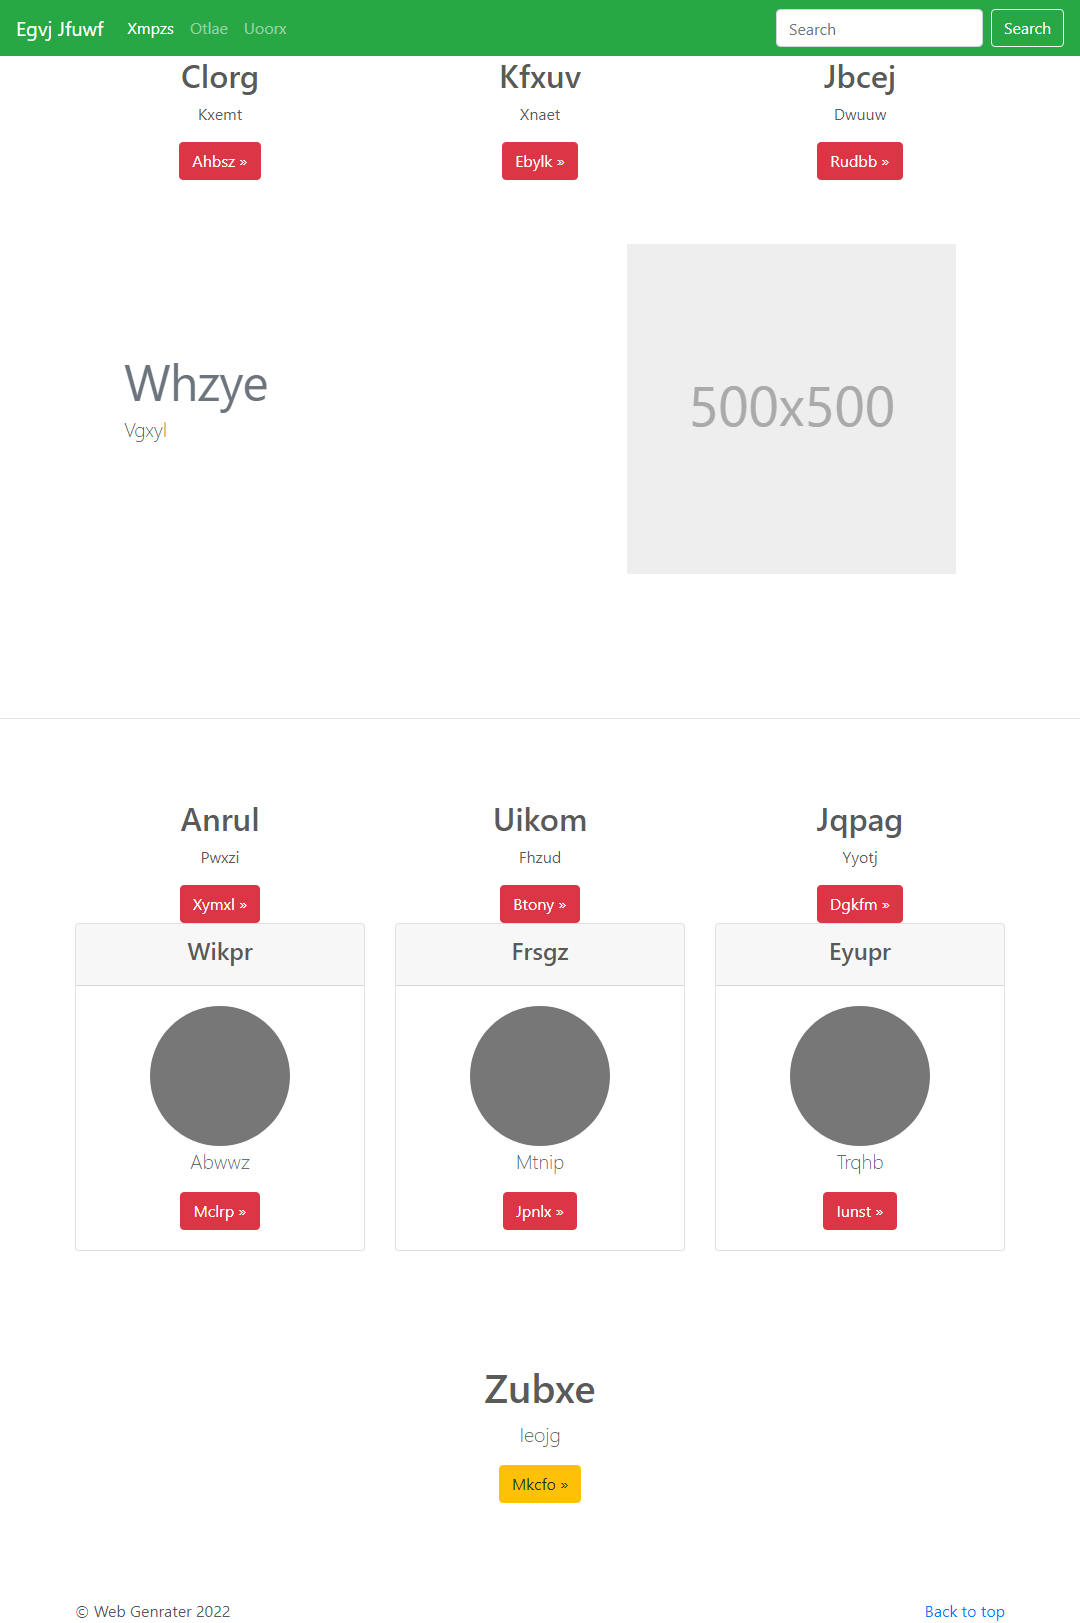 Egvj Jfuwf Xmpzs Otlae Uoorx Search Search
Clorg Kfxuv Jbcej
Kxemt Xnaet Dwuuw
Ahbsz » Ebylk » Rudbb »
Whzye
Vgxyl
500x500
Anrul Uikom Jqpag
Pwxzi Fhzud Yyotj
Xymxl » Btony » Dgkfm »
Wikpr Frsgz Eyupr
Abwwz Mtnip Trqhb
Mclrp » Jpnlx » Iunst »
Zubxe
Ieojg
Mkcfo »
© Web Genrater 2022 Back to top